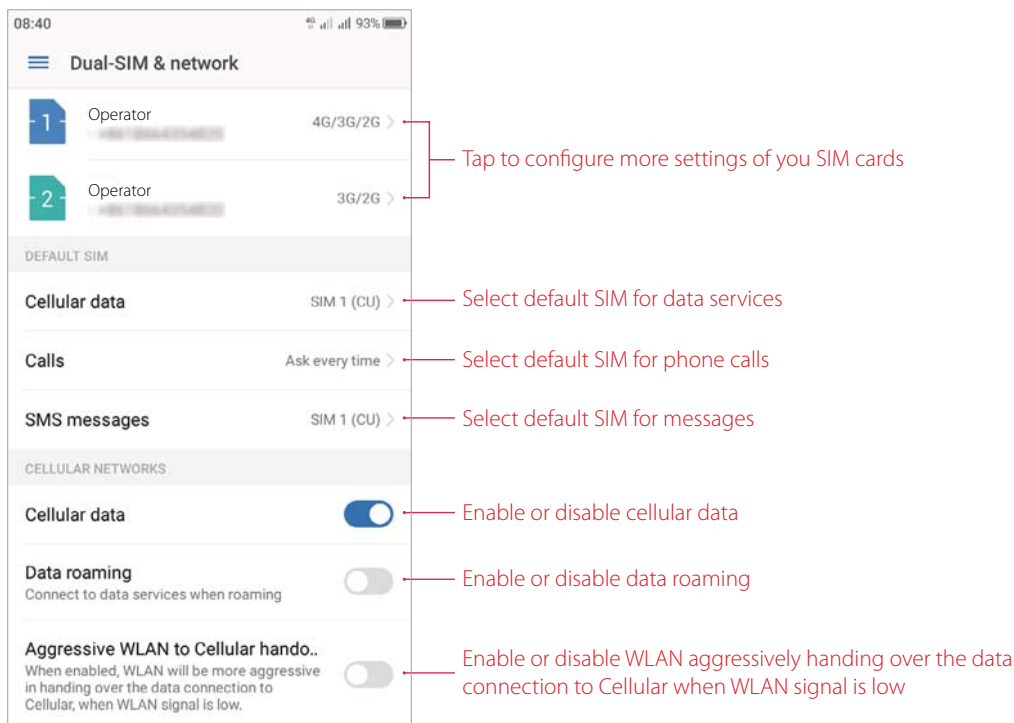 08:40 4G 93%
Dual-SIM & network
1 Operator 4G/3G/2G
Tap to configure more settings of you SIM cards
2 Operator 3G/2G
DEFAULT SIM
Cellular data SIM 1 (CU) Select default SIM for data services
Calls Ask every time Select default SIM for phone calls
SMS messages SIM 1 (CU) Select default SIM for messages
CELLULAR NETWORKS
Cellular data Enable or disable cellular data
Data roaming Enable or disable data roaming
Connect to data services when roaming
Aggressive WLAN to Cellular hando..
When enabled, WLAN will be more aggressive
in handing over the data connection to
Cellular, when WLAN signal is low.
Enable or disable WLAN aggressively handing over the data
connection to Cellular when WLAN signal is low